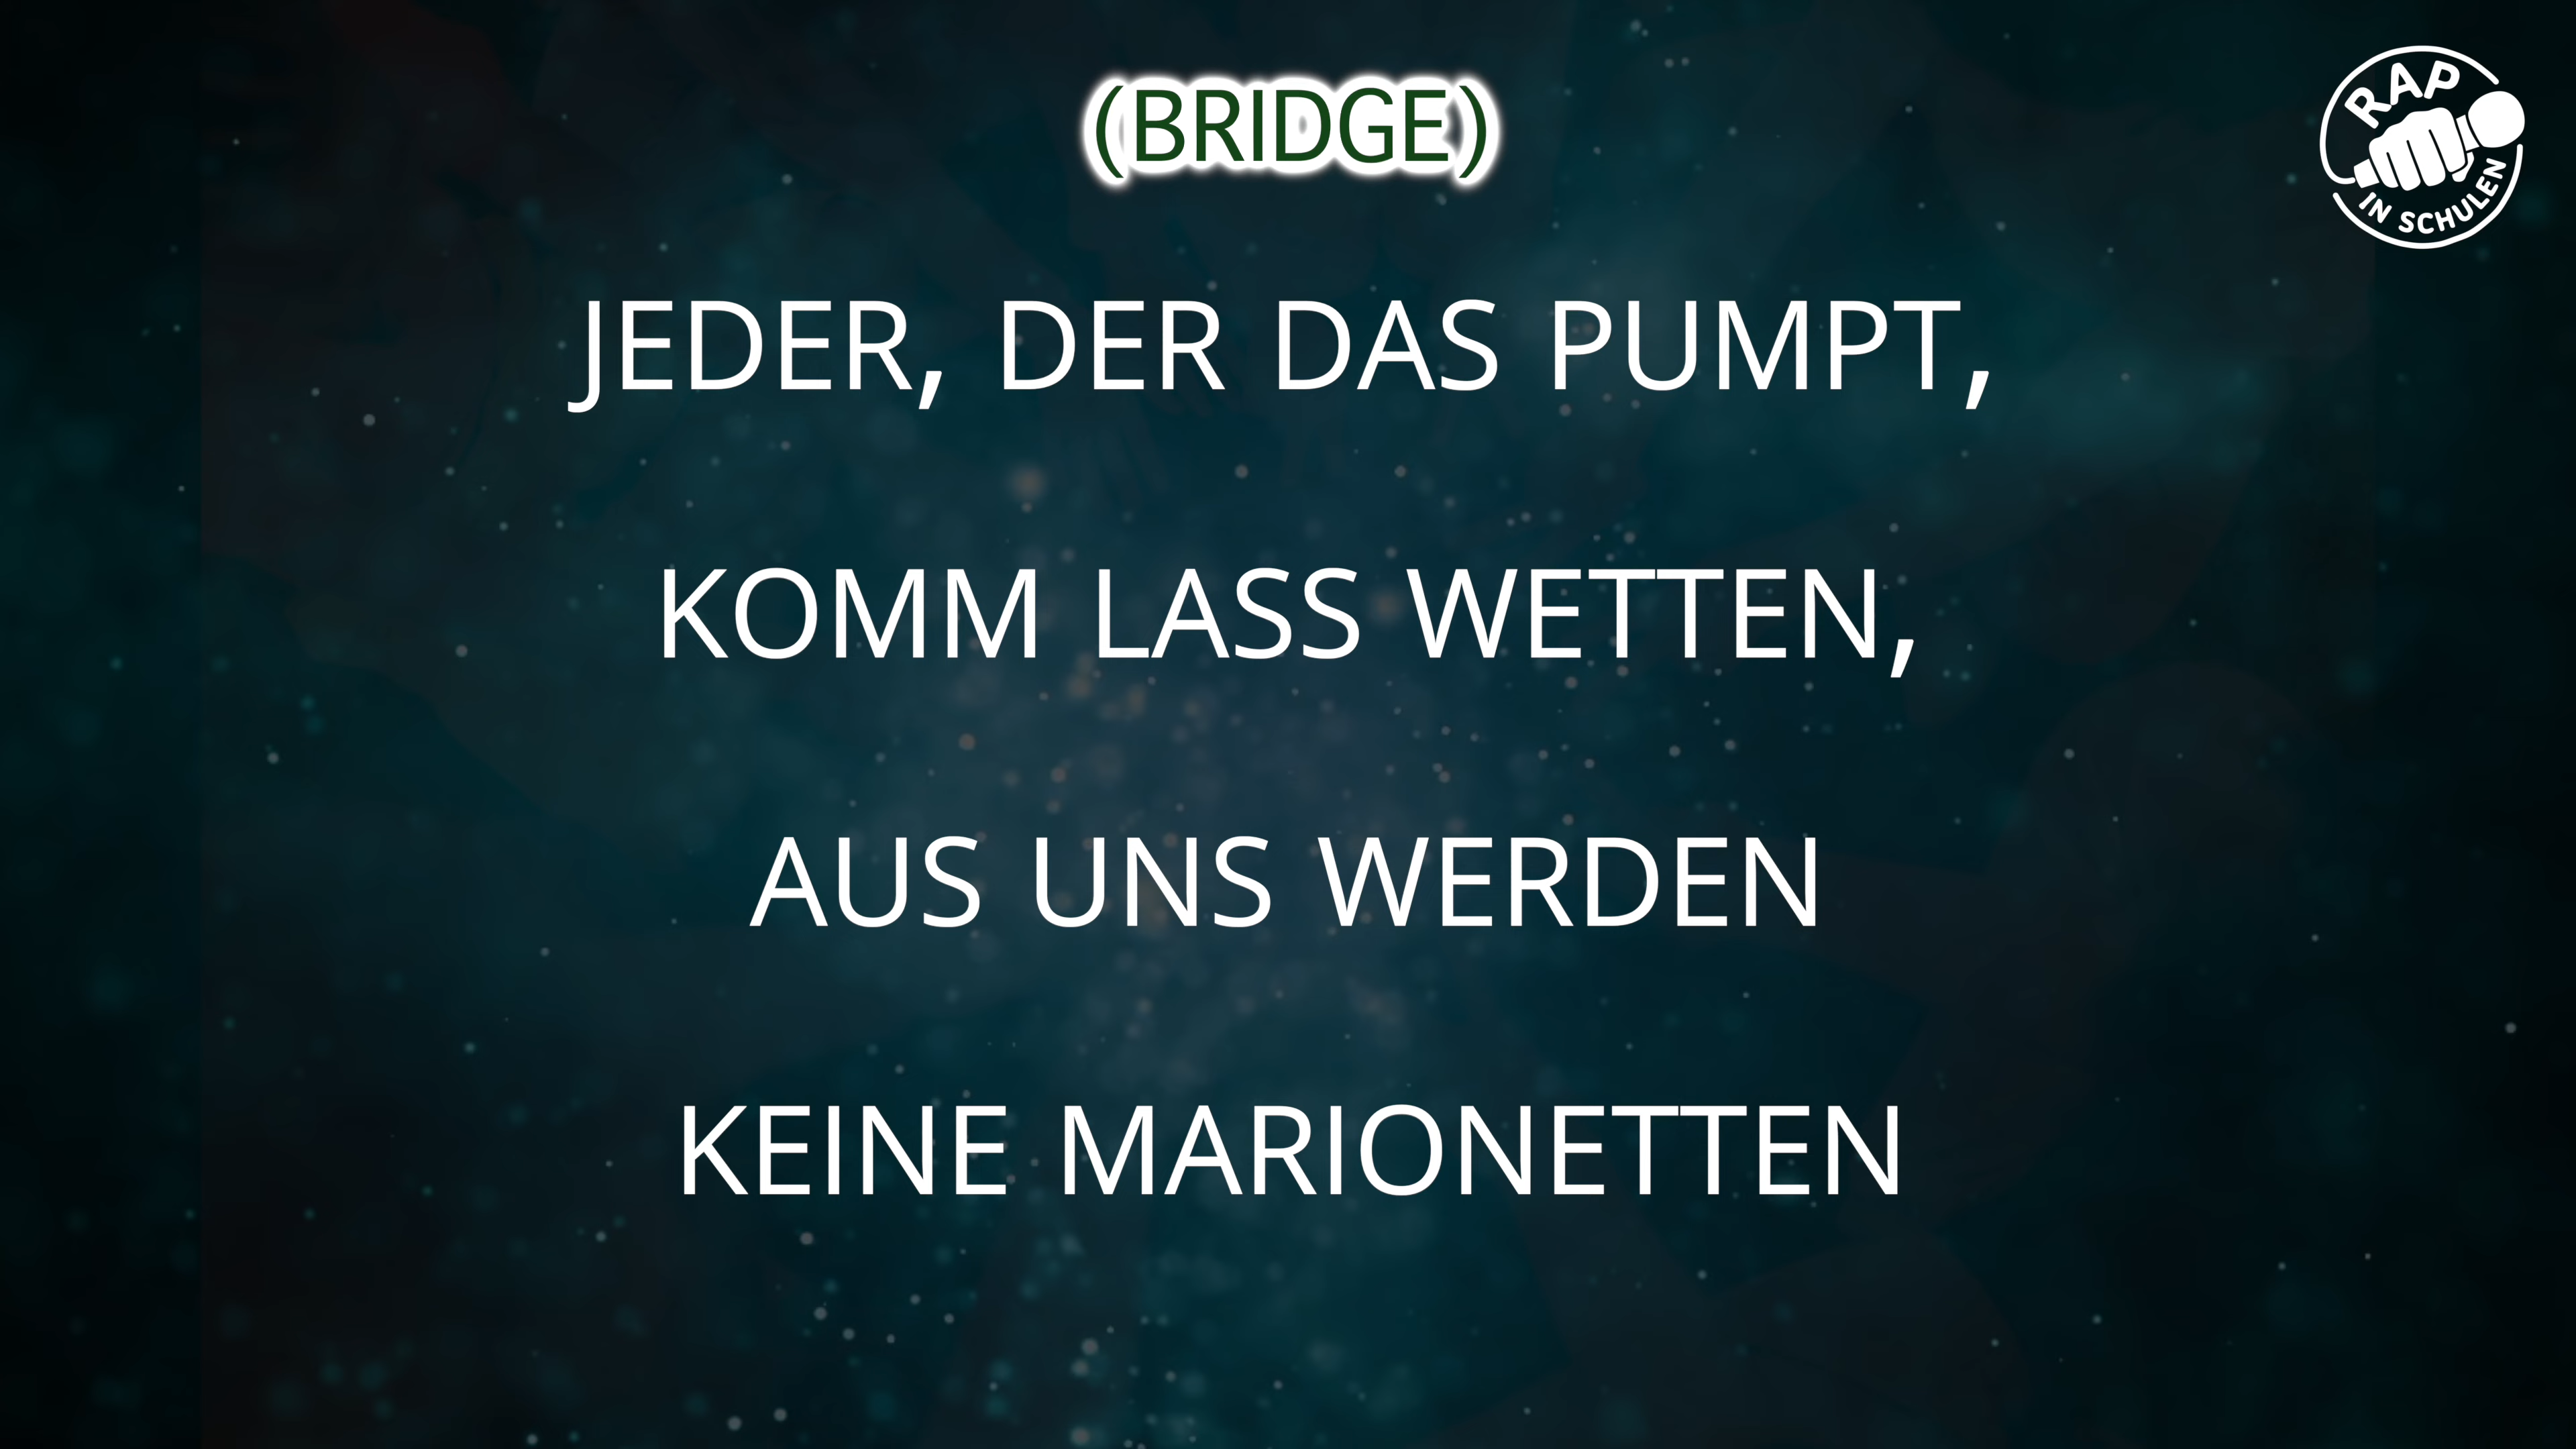 (BRIDGE)
RAP
IN SCHULEN
JEDER, DER DAS PUMPT,
KOMM LASS WETTEN,
AUS UNS WERDEN
KEINE MARIONETTEN